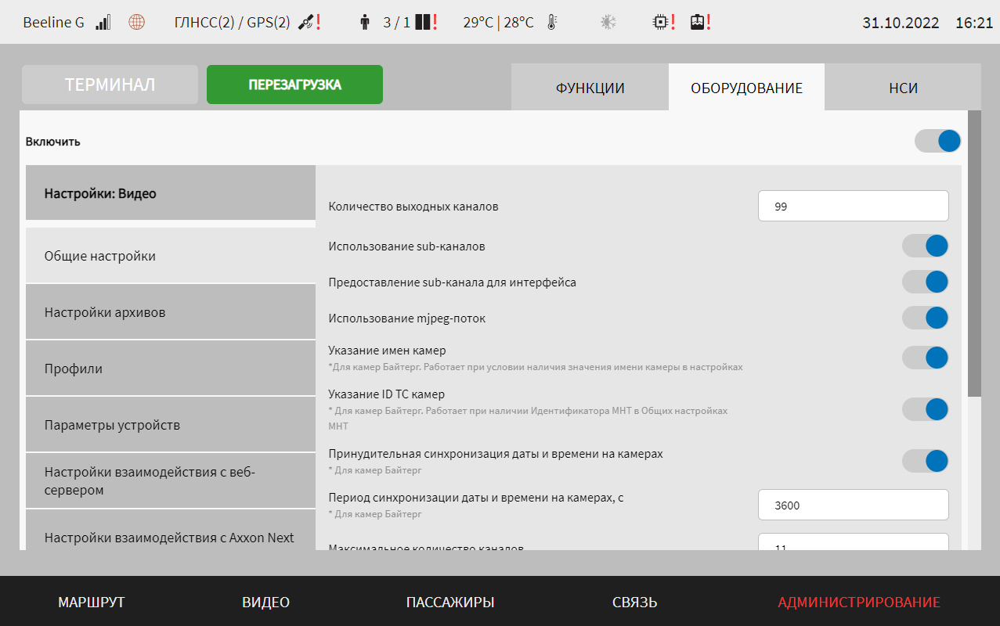 Beeline G ГЛНСС(2) / GPS(2) ! 3 / 1 ! 29°C | 28°C ! ! 31.10.2022 16:21
ТЕРМИНАЛ ПЕРЕЗАГРУЗКА ФУНКЦИИ ОБОРУДОВАНИЕ НСИ
Включить
Настройки: Видео
Общие настройки
Настройки архивов
Профили
Параметры устройств
Настройки взаимодействия с веб-
сервером
Настройки взаимодействия с Axxon Next
Количество выходных каналов 99
Использование sub-каналов
Предоставление sub-канала для интерфейса
Использование mjpeg-поток
Указание имен камер
*Для камер Байтерг. Работает при условии наличия значения имени камеры в настройках
Указание ID ТС камер
* Для камер Байтерг. Работает при наличии Идентификатора МНТ в Общих настройках
МНТ
Принудительная синхронизация даты и времени на камерах
* Для камер Байтерг
Период синхронизации даты и времени на камерах, с 3600
* Для камер Байтерг
Максимальное количество каналов 11
МАРШРУТ ВИДЕО ПАССАЖИРЫ СВЯЗЬ АДМИНИСТРИРОВАНИЕ